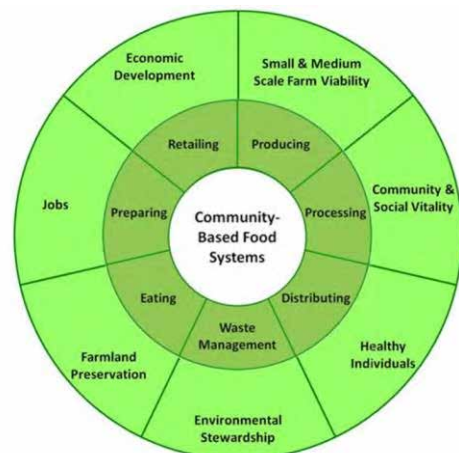 Economic
Development
Small & Medium
Scale Farm Viability
Retailing
Producing
Jobs
Preparing
Community-
Based Food
Systems
Processing
Community &
Social Vitality
Eating
Distributing
Waste
Management
Farmland
Preservation
Healthy
Individuals
Environmental
Stewardship